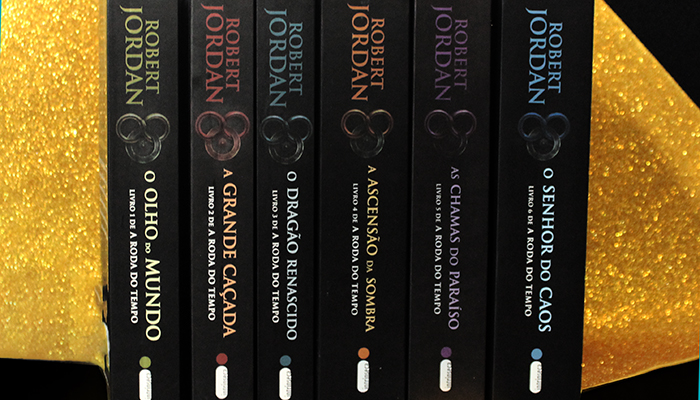 ROBERT
JORDAN
O OLHO DO MUNDO
LIVRO 1 DE A RODA DO TEMPO
ROBERT
JORDAN
A GRANDE CAÇADA
LIVRO 2 DE A RODA DO TEMPO
ROBERT
JORDAN
O DRAGÃO RENASCIDO
LIVRO 3 DE A RODA DO TEMPO
ROBERT
JORDAN
A ASCENSÃO DA SOMBRA
LIVRO 4 DE A RODA DO TEMPO
ROBERT
JORDAN
AS CHAMAS DO PARAÍSO
LIVRO 5 DE A RODA DO TEMPO
ROBERT
JORDAN
O SENHOR DO CAOS
LIVRO 6 DE A RODA DO TEMPO